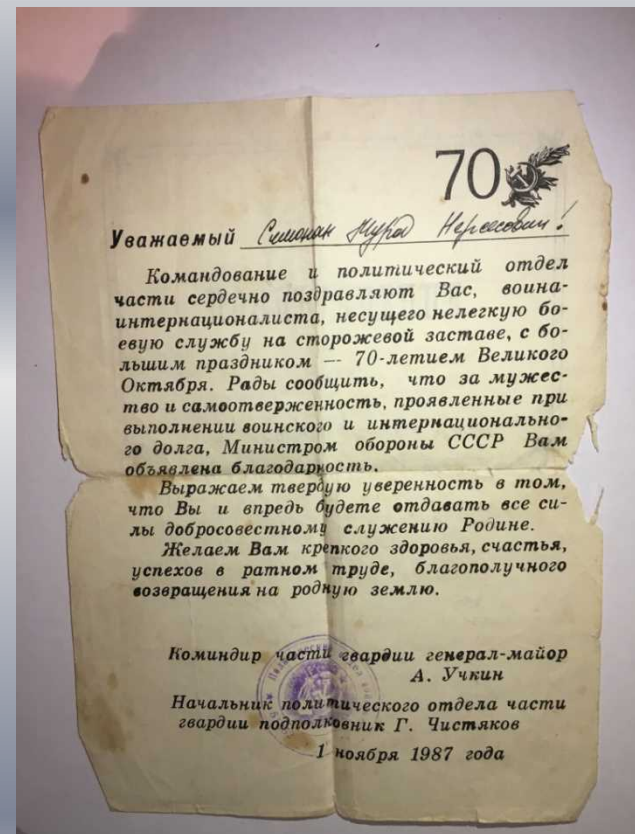 70
Уважаемый Симонян Мурад Нерсесович!
Командование и политический отдел
части сердечно поздравляют Вас, воина-
интернационалиста, несущего нелегкую бо-
евую службу на сторожевой заставе, с бо-
льшим праздником — 70-летием Великого
Октября. Рады сообщить, что за мужес-
тво и самоотверженность, проявленные при
выполнении воинского и интернационально-
го долга, Министром обороны СССР Вам
объявлена благодарность.
Выражаем твердую уверенность в том,
что Вы и впредь будете отдавать все си-
лы добросовестному служению Родине.
Желаем Вам крепкого здоровья, счастья,
успехов в ратном труде, благополучного
возвращения на родную землю.
Командир части гвардии генерал-майор
А. Учкин
Начальник политического отдела части
гвардии подполковник Г. Чистяков
1 ноября 1987 года